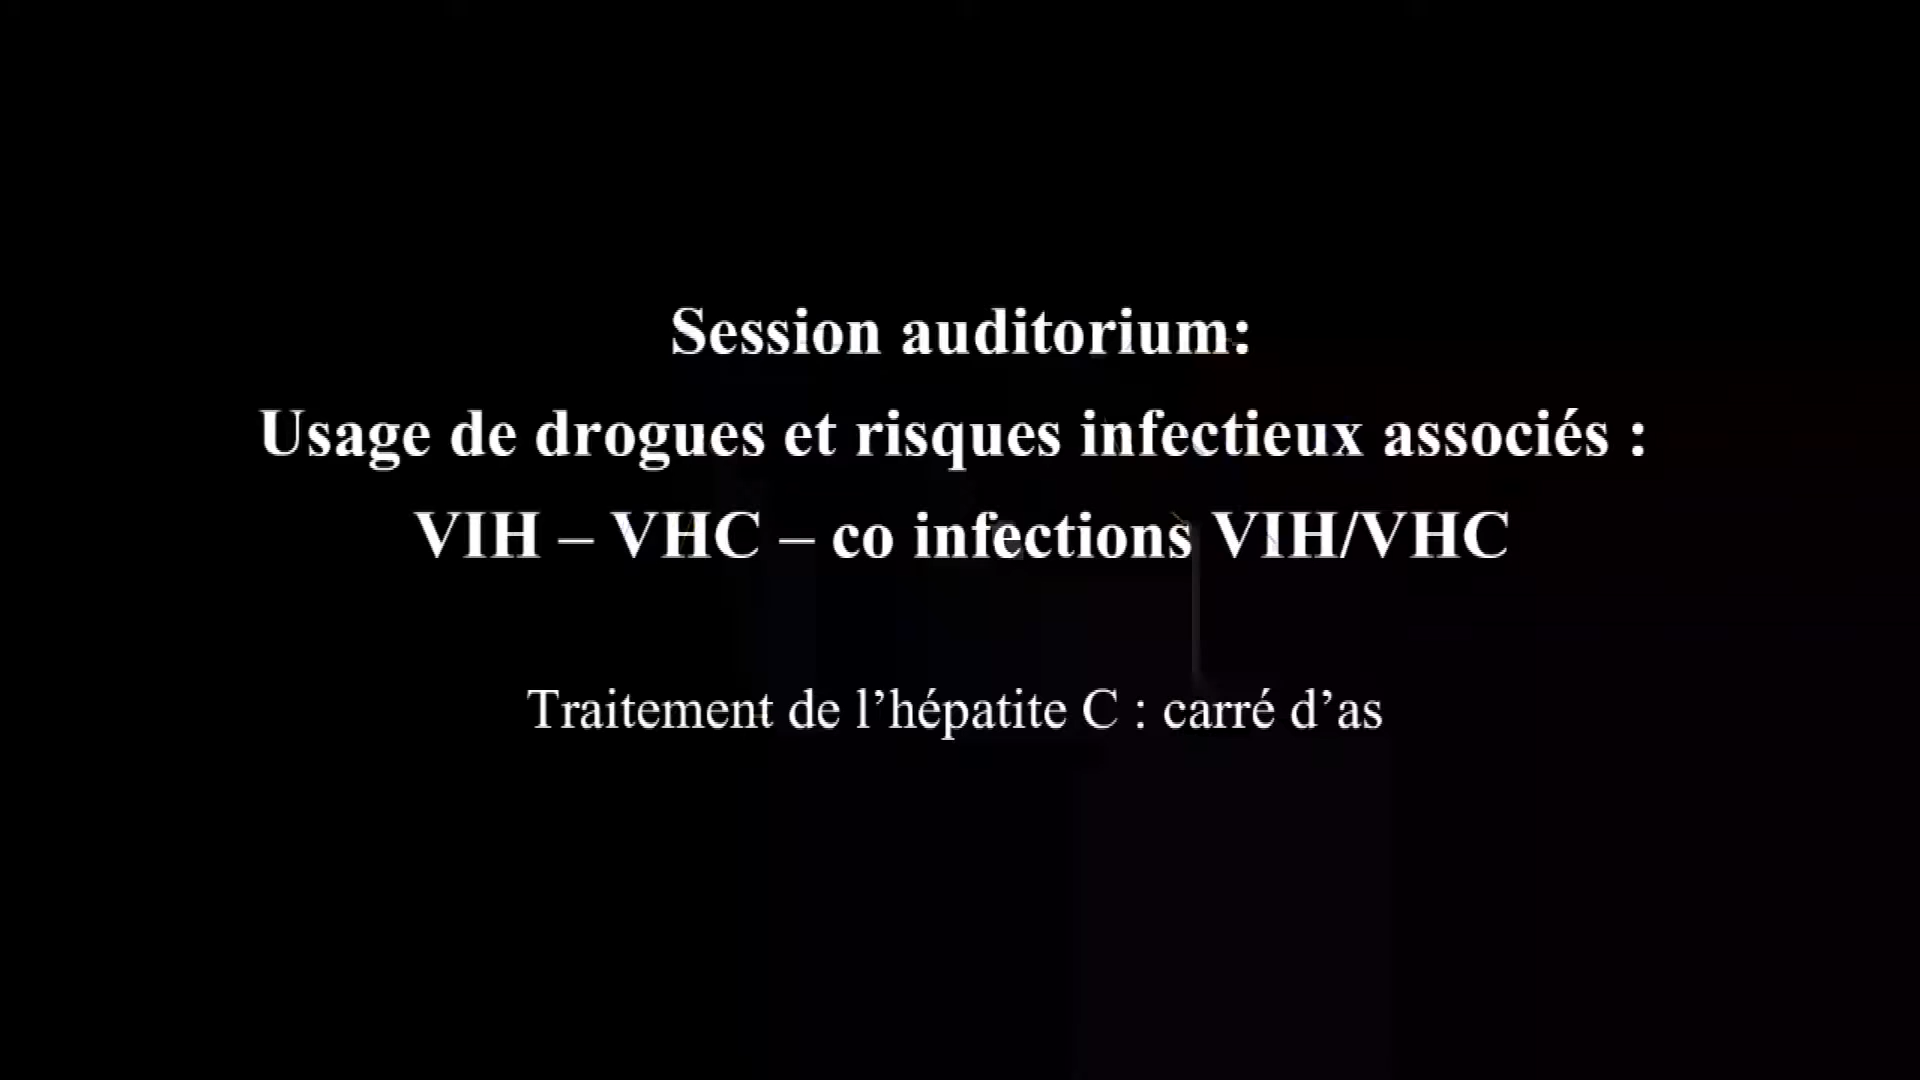 Session auditorium:
Usage de drogues et risques infectieux associés :
VIH – VHC – co infections VIH/VHC
Traitement de l’hépatite C : carré d’as